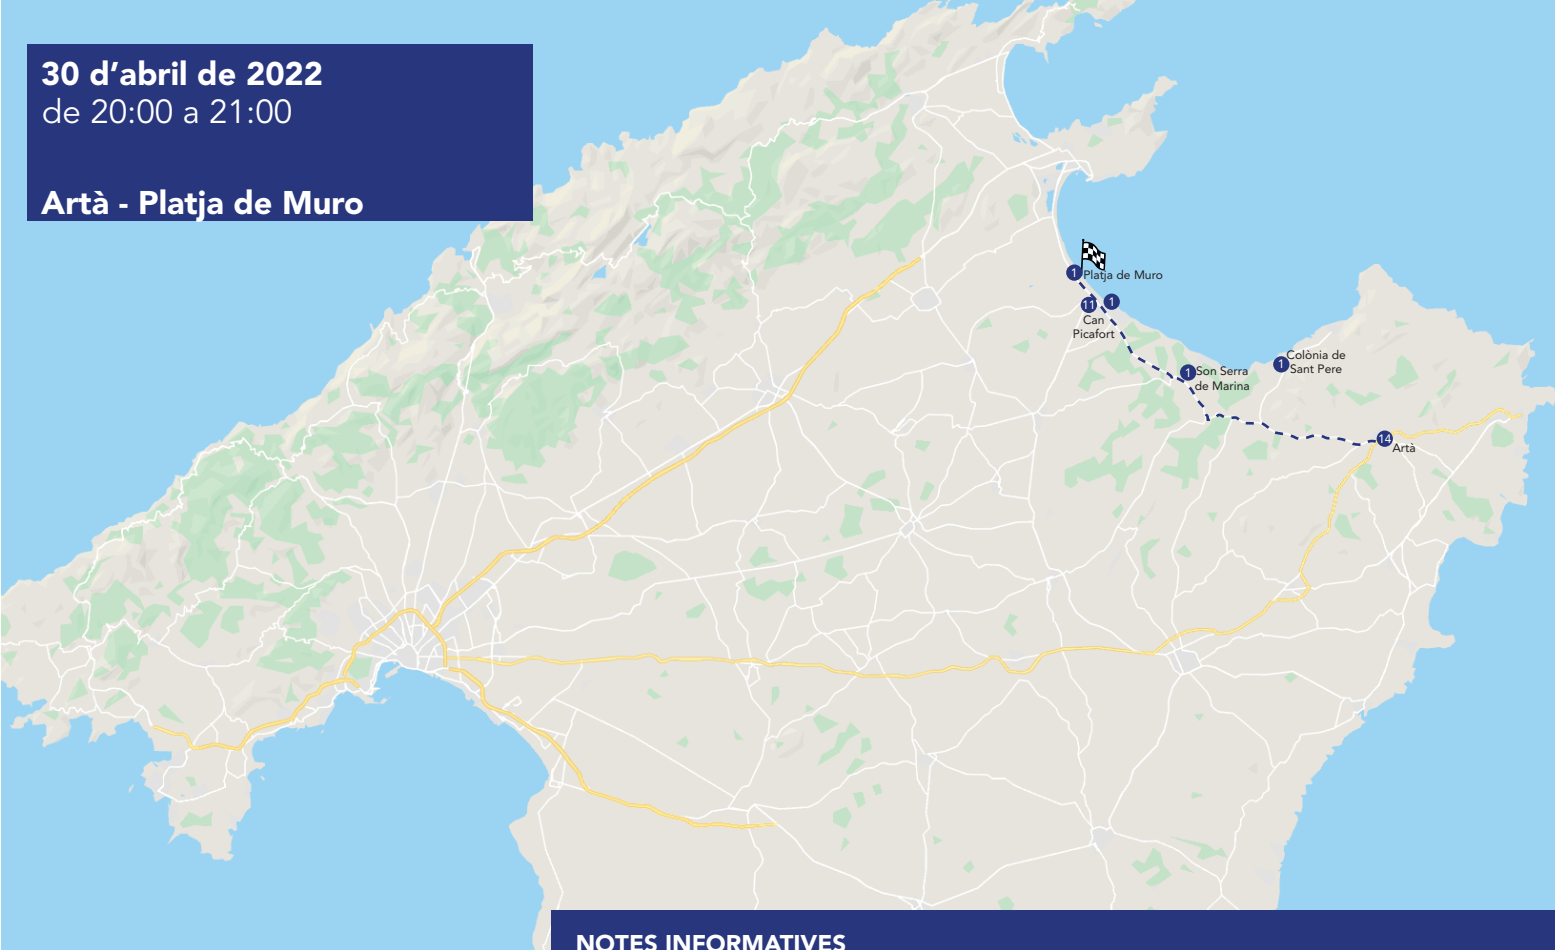 30 d’abril de 2022
de 20:00 a 21:00
Artà - Platja de Muro
1
Platja de Muro
11
1
Can
Picafort
1
Son Serra
de Marina
1
Colònia de
Sant Pere
14
Artà
NOTES INFORMATIVES